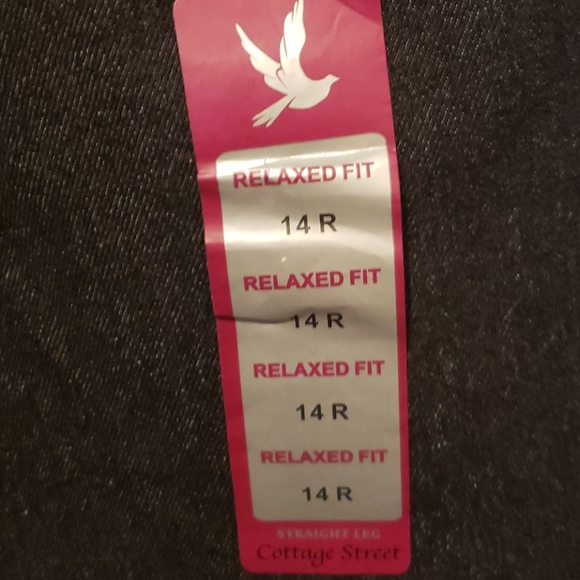 RELAXED FIT
14 R
RELAXED FIT
14 R
RELAXED FIT
14 R
RELAXED FIT
14 R
STRAIGHT LEG
Cottage Street